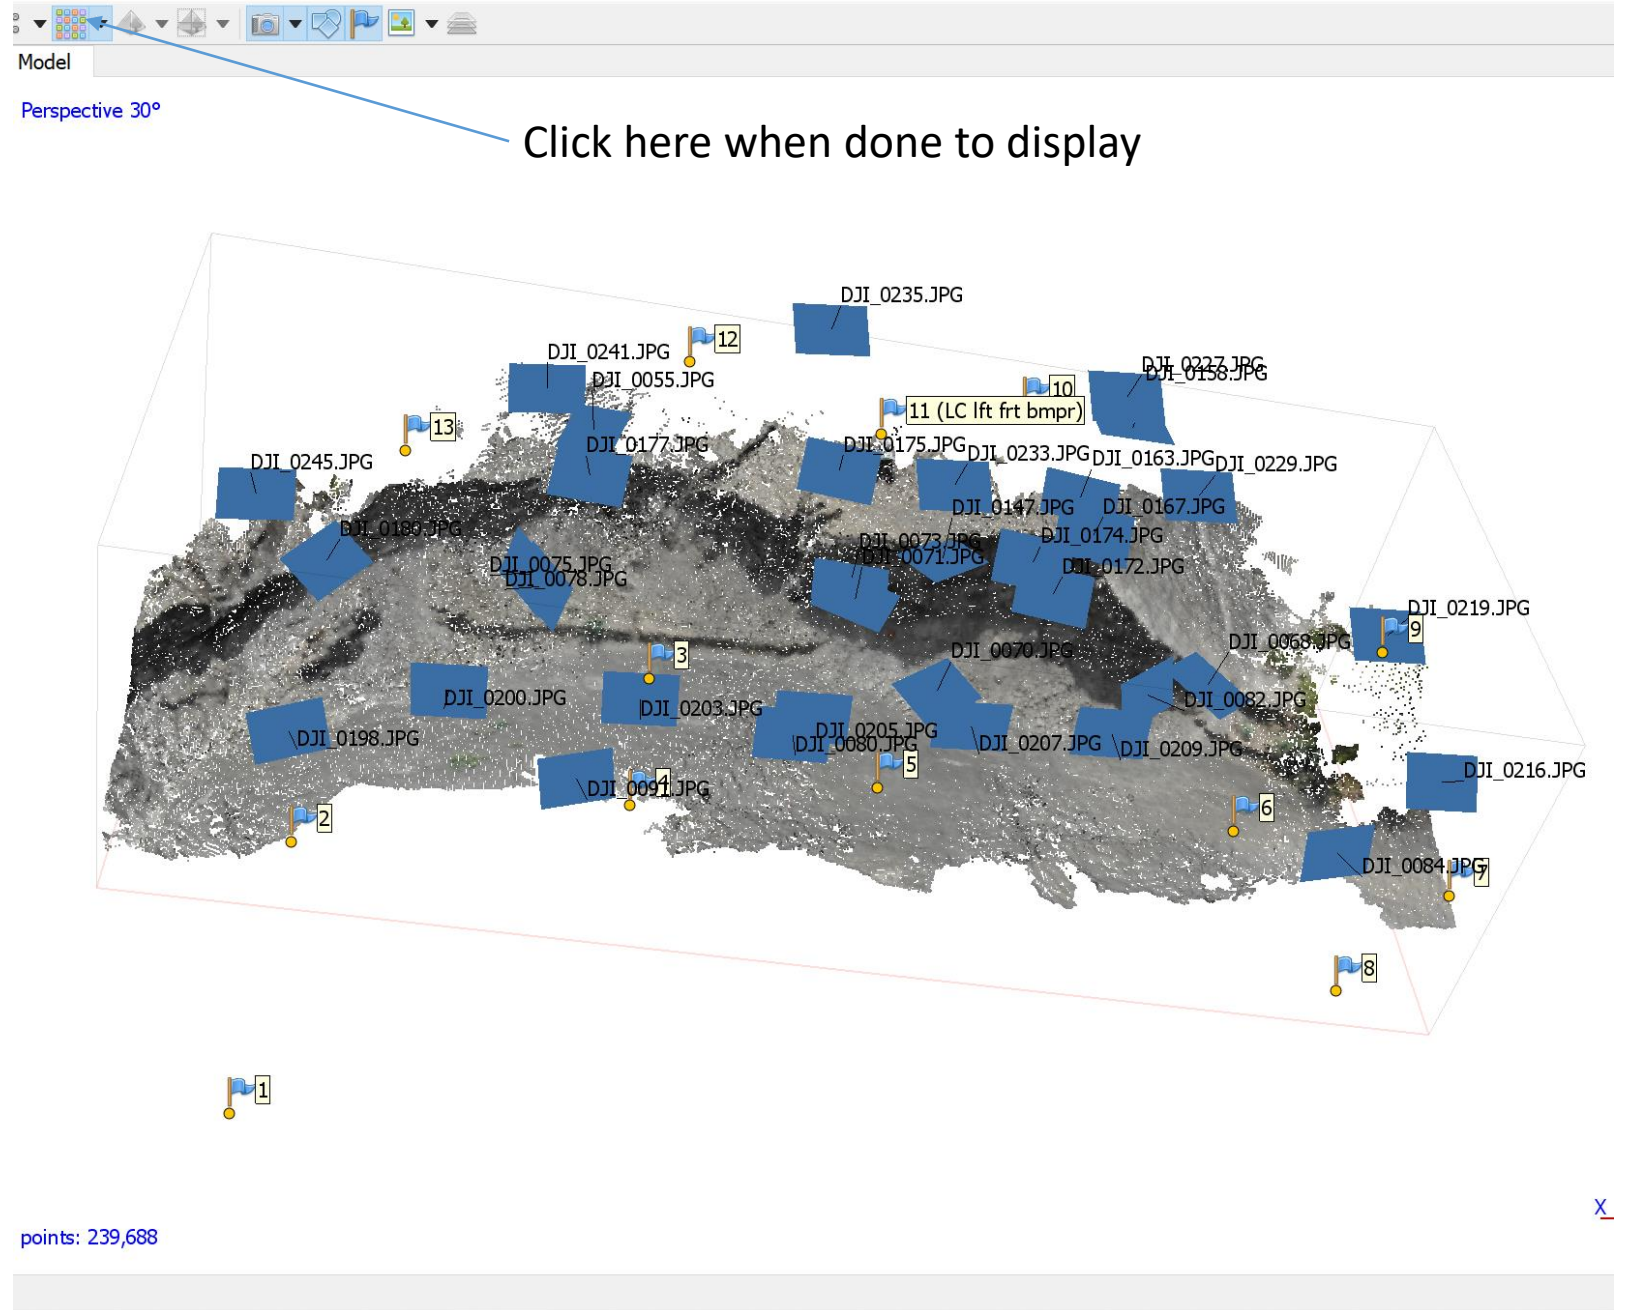 Model
Perspective 30°
Click here when done to display
DJI_0235.JPG
12
DJI_0241.JPG
DJI_0227.JPG
DJI_0158.JPG
DJI_0055.JPG
10
11 (LC lft frt bmpr)
13
DJI_0177.JPG
DJI_0175.JPG
DJI_0233.JPG
DJI_0163.JPG
DJI_0229.JPG
DJI_0245.JPG
DJI_0147.JPG
DJI_0167.JPG
DJI_0180.JPG
DJI_0174.JPG
DJI_0073.JPG
DJI_0071.JPG
DJI_0075.JPG
DJI_0172.JPG
DJI_0078.JPG
DJI_0219.JPG
9
DJI_0068.JPG
3
DJI_0070.JPG
DJI_0200.JPG
DJI_0082.JPG
DJI_0203.JPG
DJI_0205.JPG
DJI_0198.JPG
DJI_0080.JPG
DJI_0207.JPG
DJI_0209.JPG
5
DJI_0216.JPG
4
DJI_0091.JPG
6
2
DJI_0084.JPG
7
8
1
X
points: 239,688